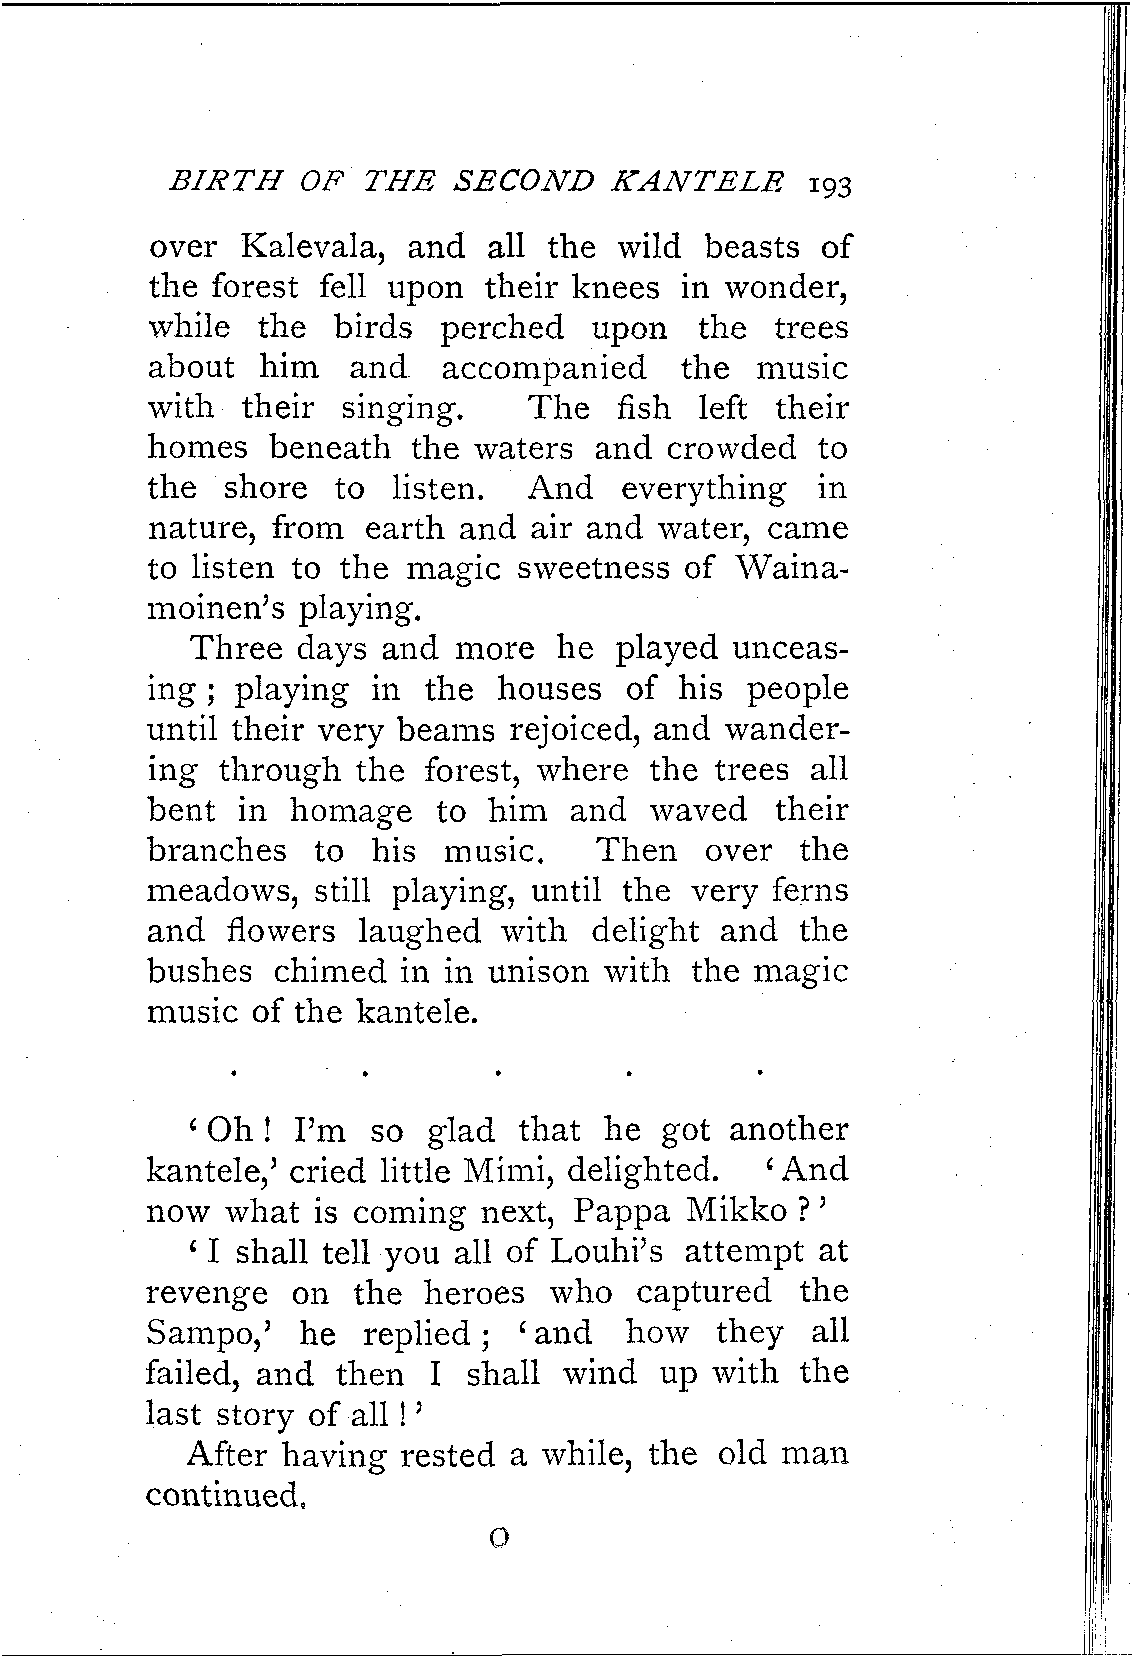 BIRTH OF THE SECOND KANTELE 193
over Kalevala, and all the wild beasts of
the forest fell upon their knees in wonder,
while the birds perched upon the trees
about him and accompanied the music
with their singing. The fish left their
homes beneath the waters and crowded to
the shore to listen. And everything in
nature, from earth and air and water, came
to listen to the magic sweetness of Waina-
moinen's playing.
Three days and more he played unceas-
ing ; playing in the houses of his people
until their very beams rejoiced, and wander-
ing through the forest, where the trees all
bent in homage to him and waved their
branches to his music. Then over the
meadows, still playing, until the very ferns
and flowers laughed with delight and the
bushes chimed in in unison with the magic
music of the kantele.
. . . . .
‘ Oh ! I'm so glad that he got another
kantele,’ cried little Mimi, delighted. ‘ And
now what is coming next, Pappa Mikko ? ’
‘ I shall tell you all of Louhi's attempt at
revenge on the heroes who captured the
Sampo,’ he replied ; ‘ and how they all
failed, and then I shall wind up with the
last story of all ! ’
After having rested a while, the old man
continued.
O